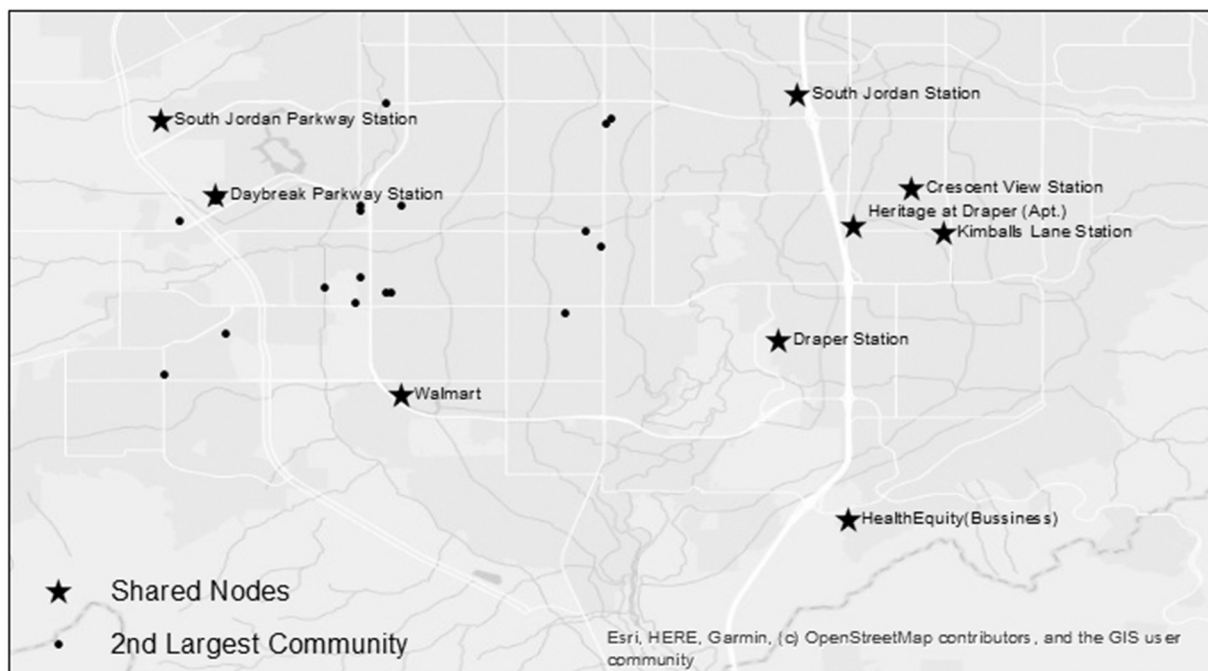 South Jordan Station
South Jordan Parkway Station
Crescent View Station
Daybreak Parkway Station
Heritage at Draper (Apt.)
Kimballs Lane Station
Draper Station
Walmart
HealthEquity(Bussiness)
Shared Nodes
2nd Largest Community
Esri, HERE, Garmin, (c) OpenStreetMap contributors, and the GIS user
community